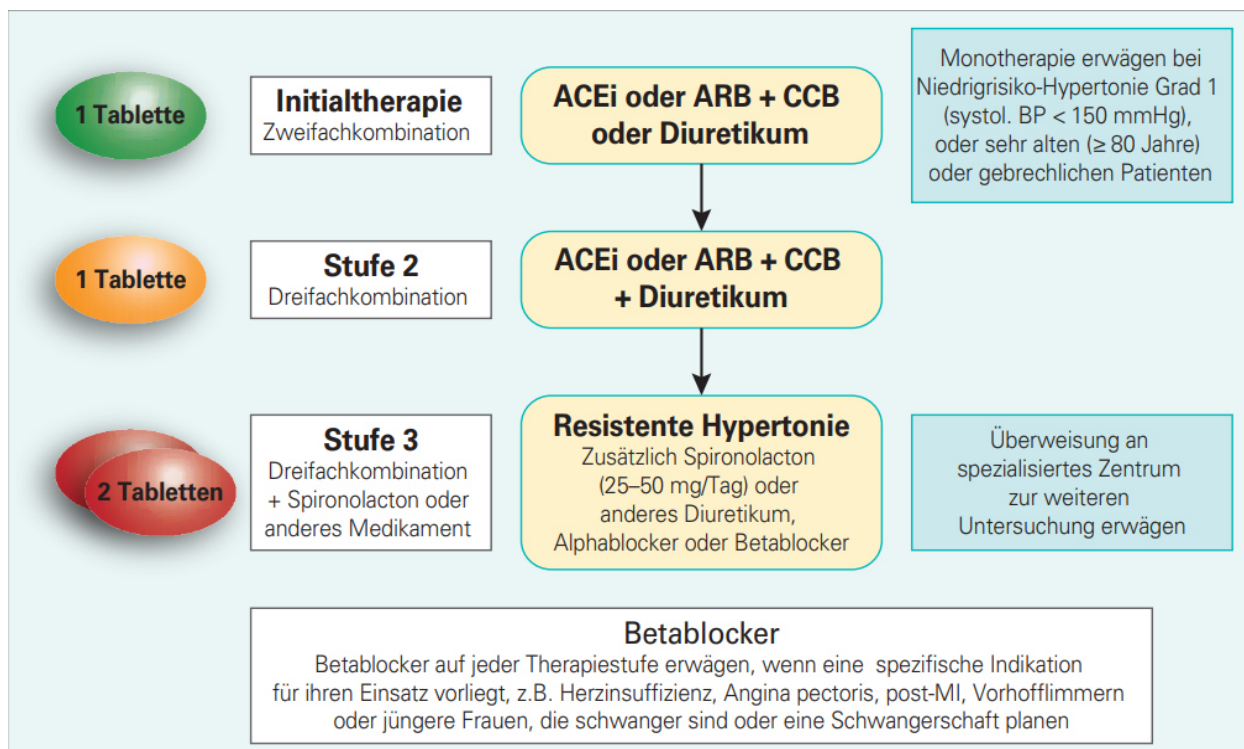 1 Tablette
Initialtherapie
Zweifachkombination
ACEi oder ARB + CCB
oder Diuretikum
Monotherapie erwägen bei
Niedrigrisiko-Hypertonie Grad 1
(systol. BP < 150 mmHg),
oder sehr alten (≥ 80 Jahre)
oder gebrechlichen Patienten
1 Tablette
Stufe 2
Dreifachkombination
ACEi oder ARB + CCB
+ Diuretikum
2 Tabletten
Stufe 3
Dreifachkombination
+ Spironolacton oder
anderes Medikament
Resistente Hypertonie
Zusätzlich Spironolacton
(25–50 mg/Tag) oder
anderes Diuretikum,
Alphablocker oder Betablocker
Überweisung an
spezialisiertes Zentrum
zur weiteren
Untersuchung erwägen
Betablocker
Betablocker auf jeder Therapiestufe erwägen, wenn eine spezifische Indikation
für ihren Einsatz vorliegt, z.B. Herzinsuffizienz, Angina pectoris, post-MI, Vorhofflimmern
oder jüngere Frauen, die schwanger sind oder eine Schwangerschaft planen